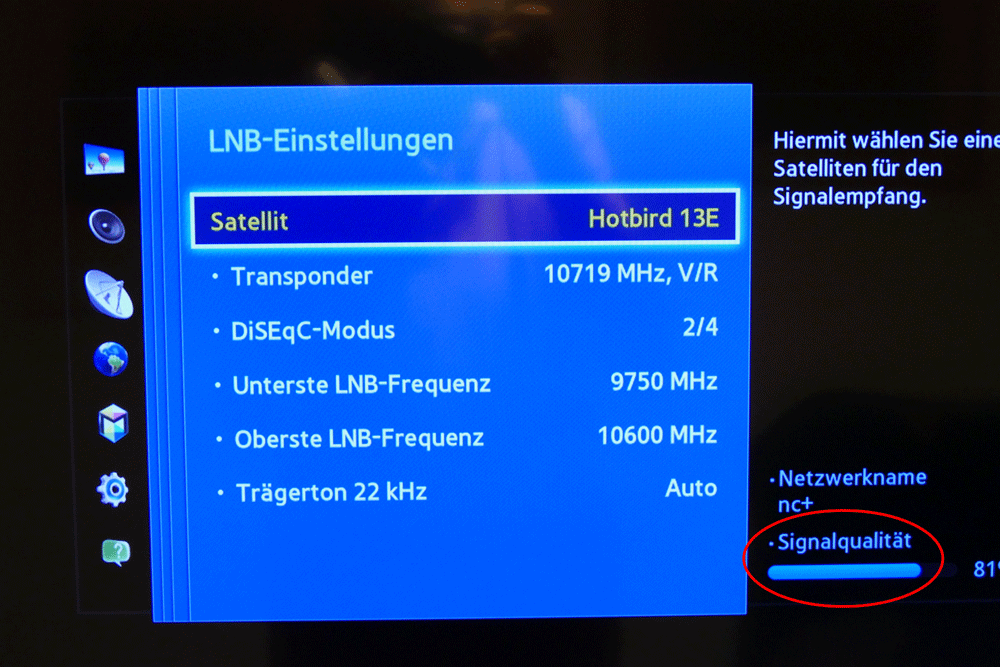 LNB-Einstellungen
Satellit Hotbird 13E
· Transponder 10719 MHz, V/R
· DiSEqC-Modus 2/4
· Unterste LNB-Frequenz 9750 MHz
· Oberste LNB-Frequenz 10600 MHz
· Trägerton 22 kHz Auto
Hiermit wählen Sie eine
Satelliten für den
Signalempfang.
· Netzwerkname
nc+
· Signalqualität
81%
?